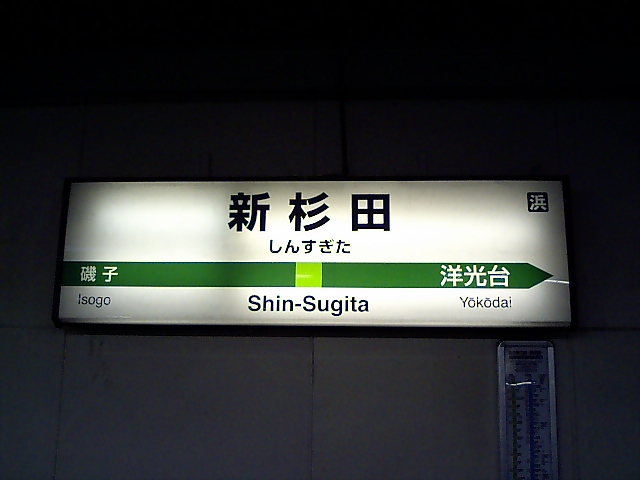 新杉田
浜
しんすぎた
磯子
洋光台
Isogo
Shin-Sugita
Yōkōdai